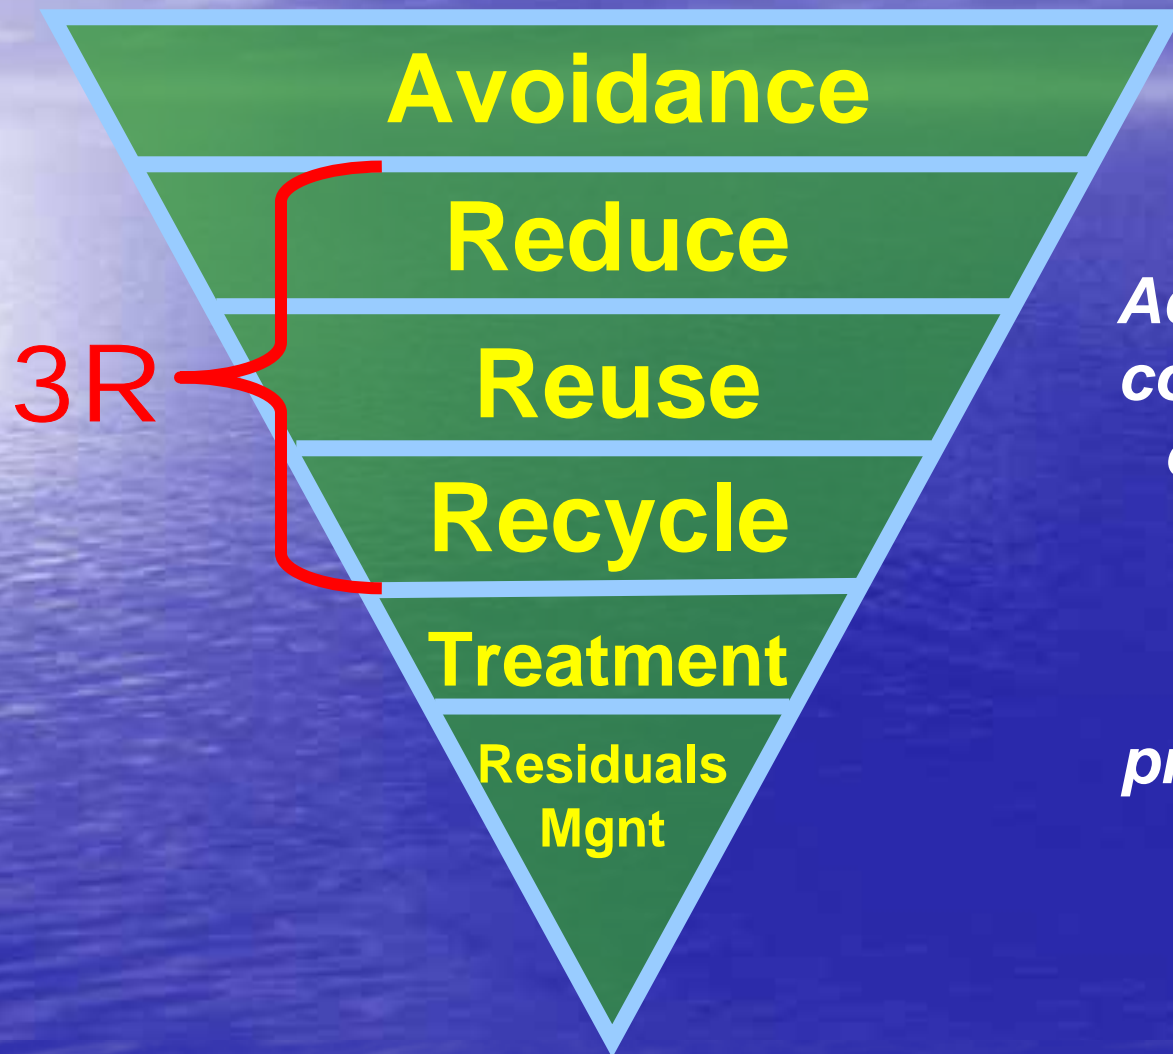 Avoidance
Reduce
3R
Reuse
Recycle
Treatment
Residuals
Mgnt